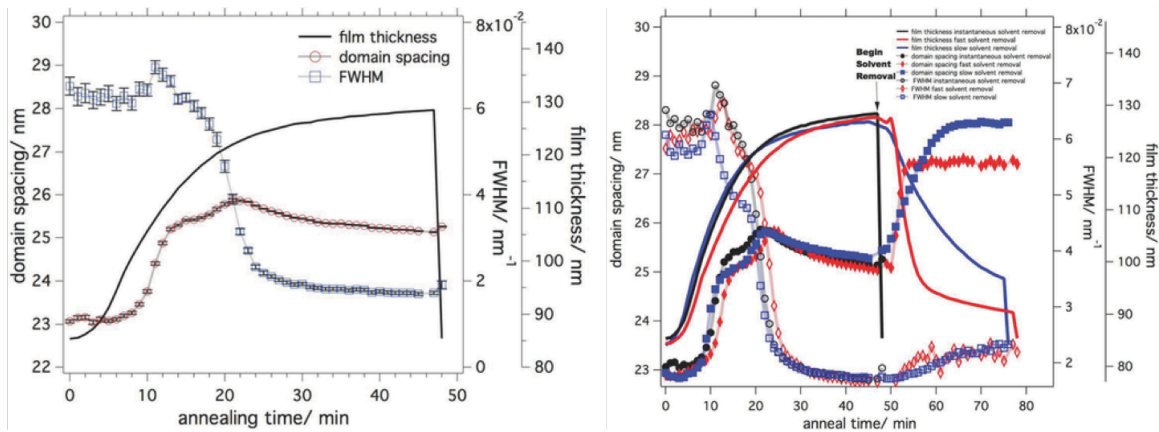 30
29
28
27
26
25
24
23
22
domain spacing/ nm
0
10
20
30
40
50
annealing time/ min
film thickness
domain spacing
FWHM
8x10-2
6
4
2
0
FWHM/ nm-1
140
130
120
110
100
90
80
film thickness/ nm
30
29
28
27
26
25
24
23
domain spacing/ nm
0
10
20
30
40
50
60
70
80
anneal time/ min
Begin
Solvent
Removal
film thickness instantaneous solvent removal
film thickness fast solvent removal
film thickness slow solvent removal
domain spacing instantaneous solvent removal
domain spacing fast solvent removal
domain spacing slow solvent removal
FWHM instantaneous solvent removal
FWHM fast solvent removal
FWHM slow solvent removal
8x10-2
7
6
5
4
3
2
FWHM/ nm-1
140
130
120
110
100
90
80
film thickness/ nm